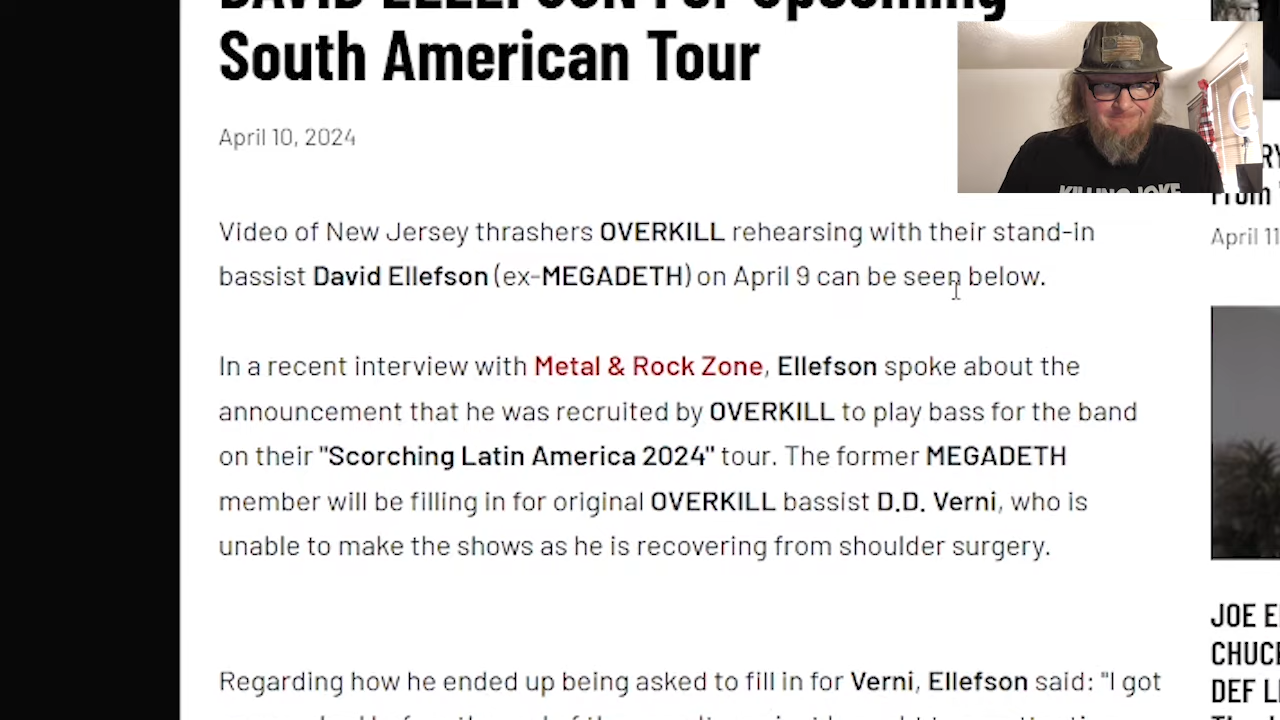 South American Tour
April 10, 2024
Video of New Jersey thrashers OVERKILL rehearsing with their stand-in
bassist David Ellefson (ex-MEGADETH) on April 9 can be seen below.
In a recent interview with Metal & Rock Zone, Ellefson spoke about the
announcement that he was recruited by OVERKILL to play bass for the band
on their "Scorching Latin America 2024" tour. The former MEGADETH
member will be filling in for original OVERKILL bassist D.D. Verni, who is
unable to make the shows as he is recovering from shoulder surgery.
Regarding how he ended up being asked to fill in for Verni, Ellefson said: "I got
KILLING JOKE
From
April 11
JOE E
CHUC
DEF L